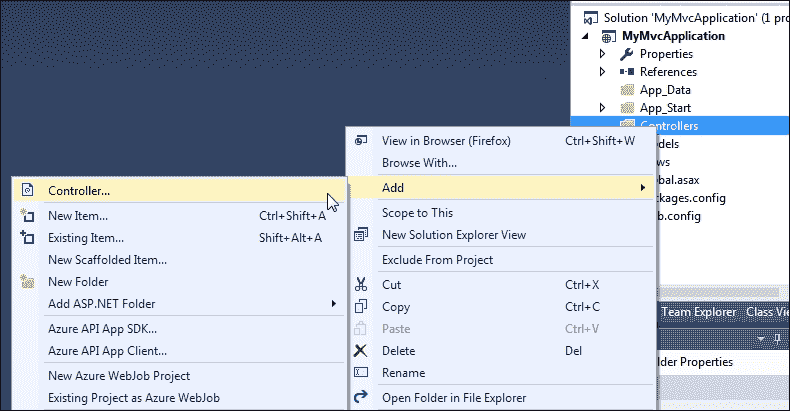 Solution 'MyMvcApplication' (1 pro
MyMvcApplication
Properties
References
App_Data
App_Start
Controllers
odels
ws
obal.asax
ckages.config
b.config
View in Browser (Firefox) Ctrl+Shift+W
Browse With...
Add
Scope to This
New Solution Explorer View
Exclude From Project
Cut Ctrl+X
Copy Ctrl+C
Paste Ctrl+V
Delete Del
Rename
Open Folder in File Explorer
Controller...
New Item... Ctrl+Shift+A
Existing Item... Shift+Alt+A
New Scaffolded Item...
New Folder
Add ASP.NET Folder
Azure API App SDK...
Azure API App Client...
New Azure WebJob Project
Existing Project as Azure WebJob
Team Explorer Class Vie
lder Properties